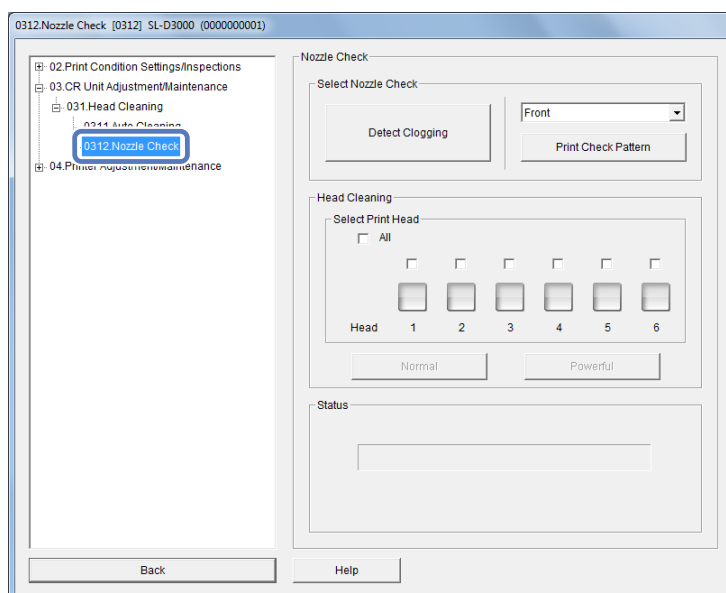 0312.Nozzle Check [0312] SL-D3000 (0000000001)
02.Print Condition Settings/Inspections
03.CR Unit Adjustment/Maintenance
031.Head Cleaning
0311.Auto Cleaning
0312.Nozzle Check
04.Printer Adjustment/Maintenance
Nozzle Check
Select Nozzle Check
Detect Clogging
Front
Print Check Pattern
Head Cleaning
Select Print Head
All
Head 1 2 3 4 5 6
Normal Powerful
Status
Back Help